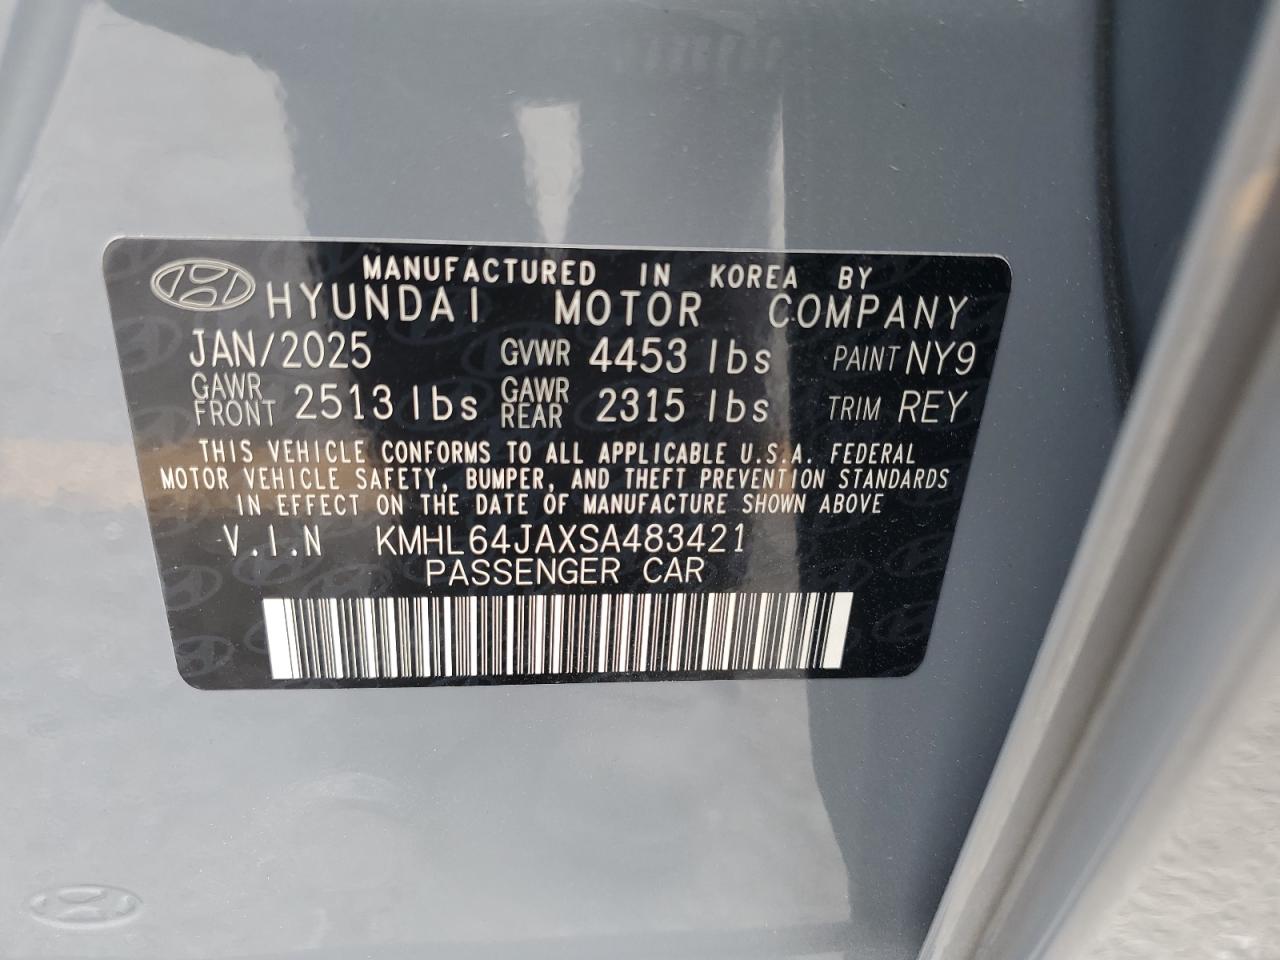 MANUFACTURED IN KOREA BY
HYUNDAI MOTOR COMPANY
JAN/2025 GVWR 4453 lbs PAINT NY9
GAWR FRONT 2513 lbs GAWR REAR 2315 lbs TRIM REY
THIS VEHICLE CONFORMS TO ALL APPLICABLE U.S.A. FEDERAL
MOTOR VEHICLE SAFETY, BUMPER, AND THEFT PREVENTION STANDARDS
IN EFFECT ON THE DATE OF MANUFACTURE SHOWN ABOVE
V.I.N KMHL64JAXSA483421
PASSENGER CAR